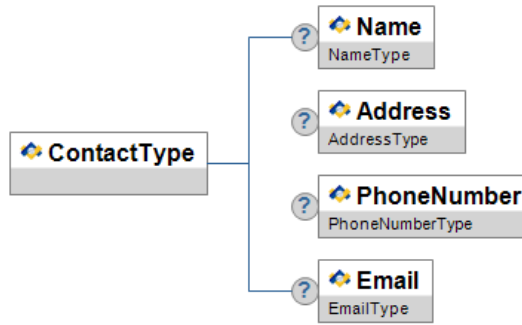 ? Name
NameType
? Address
AddressType
ContactType
? PhoneNumber
PhoneNumberType
? Email
EmailType